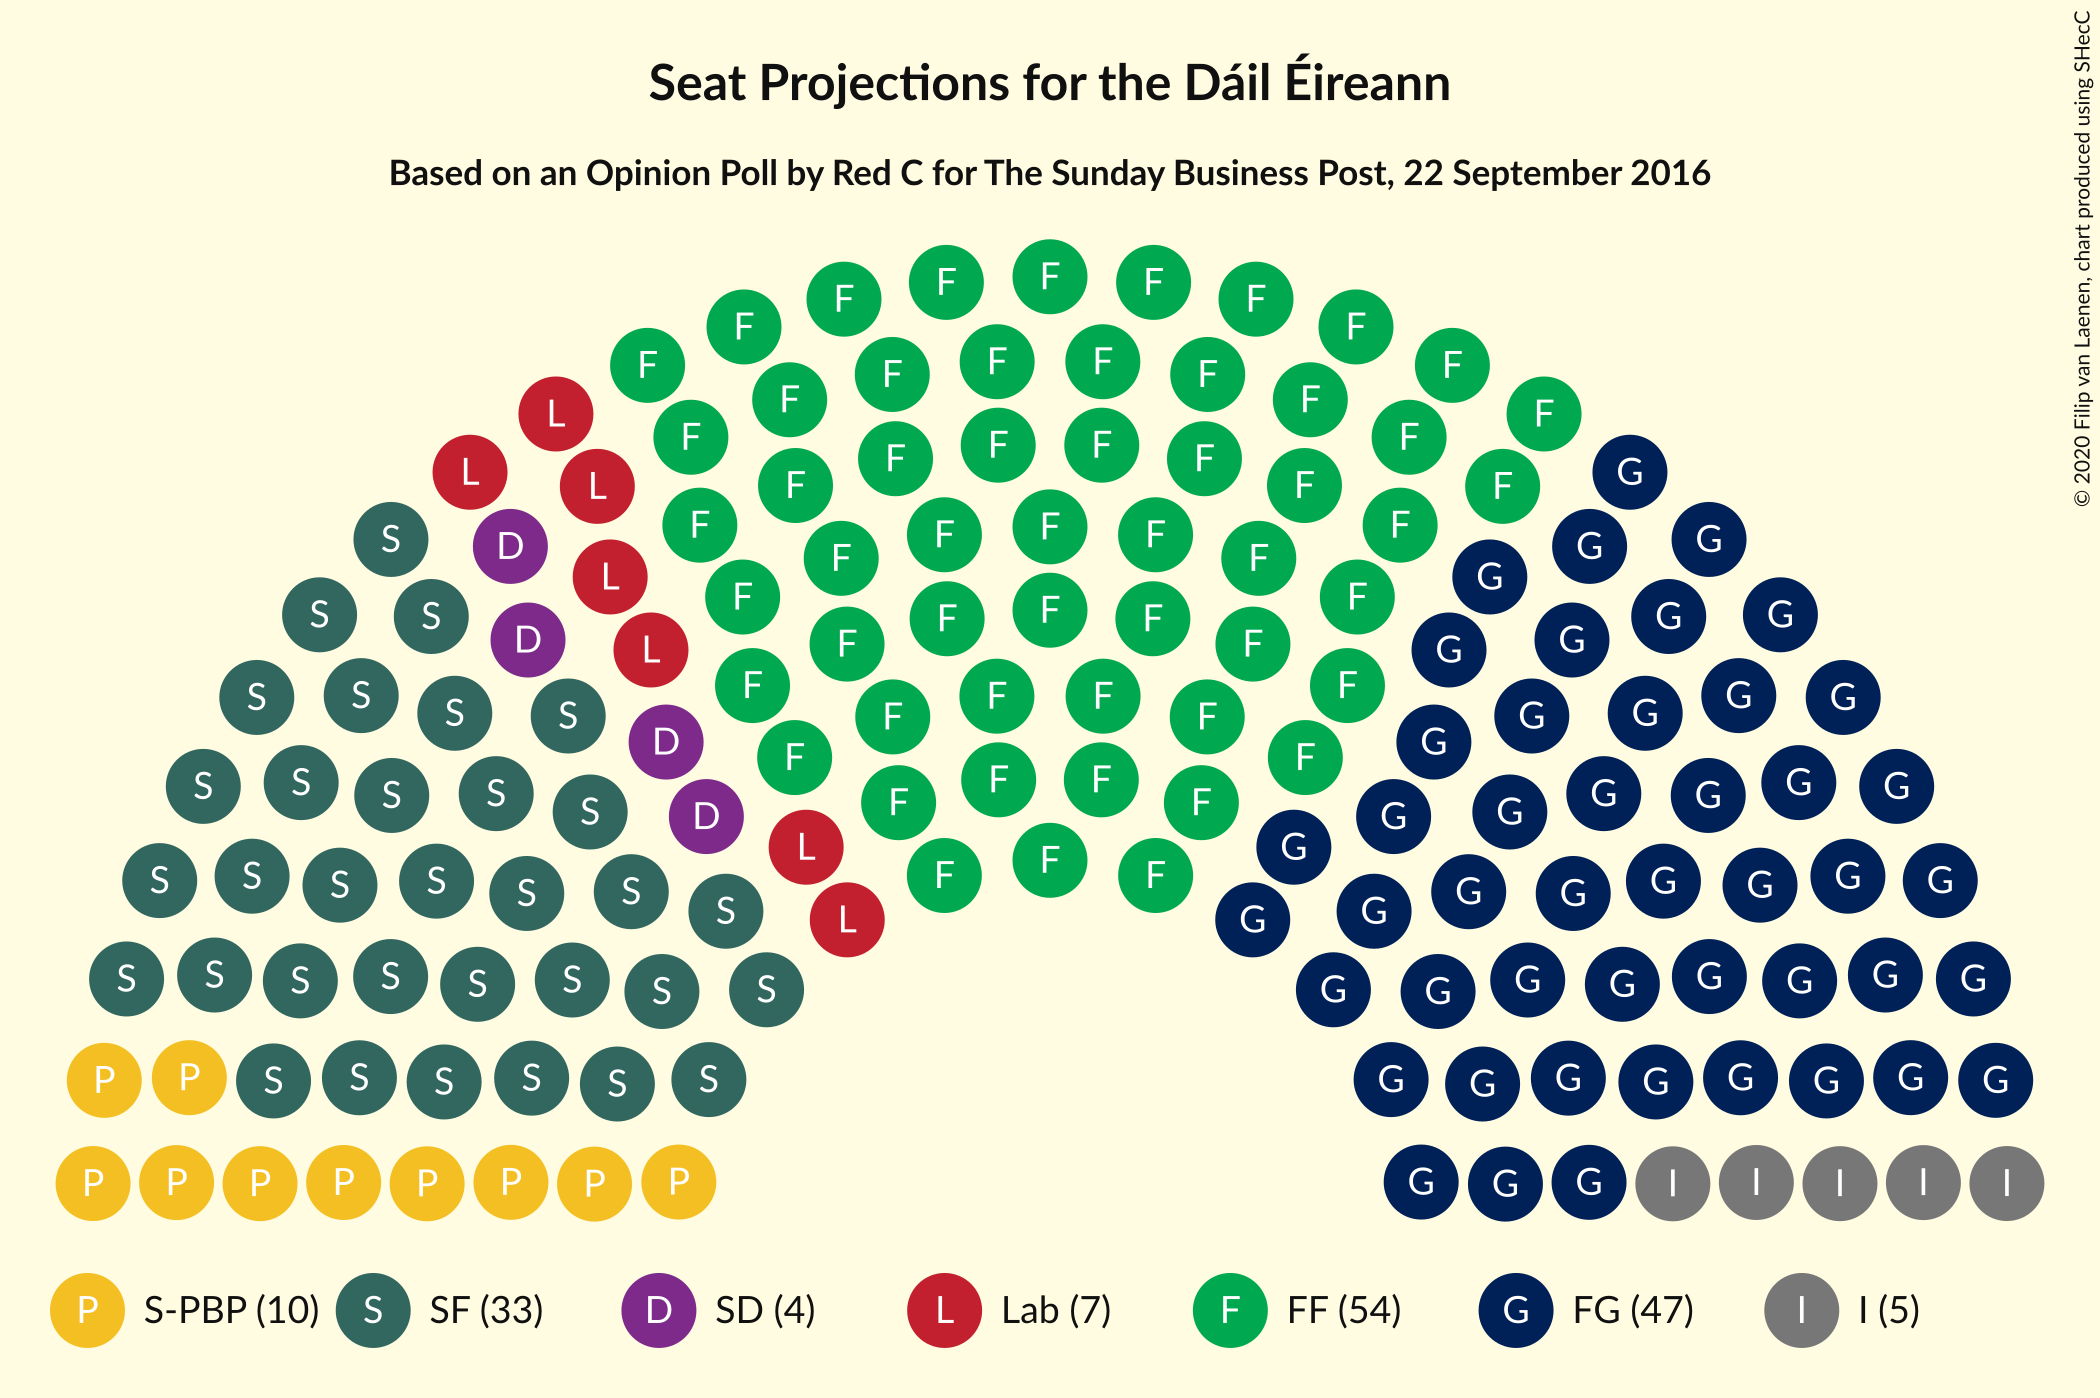 Seat Projections for the Dáil Éireann
Based on an Opinion Poll by Red C for The Sunday Business Post, 22 September 2016
© 2020 Filip van Laenen, chart produced using SHecC
F F F F F
F F
F F F F F F
L F F F
F F F F F F
L L F F F G
S D F F F F F G G
L F F G
S S F F F F F G G
D L F F G G
S S S S F F F F F F G G G G
D F F G
S S S S S D F F F F G G G G G G
L G
S S S S S S S L F F F G G G G G G G G
S S S S S S S S G G G G G G G G
P P S S S S S S G G G G G G G G
P P P P P P P P G G G I I I I I
P S-PBP (10) S SF (33) D SD (4) L Lab (7) F FF (54) G FG (47) I I (5)